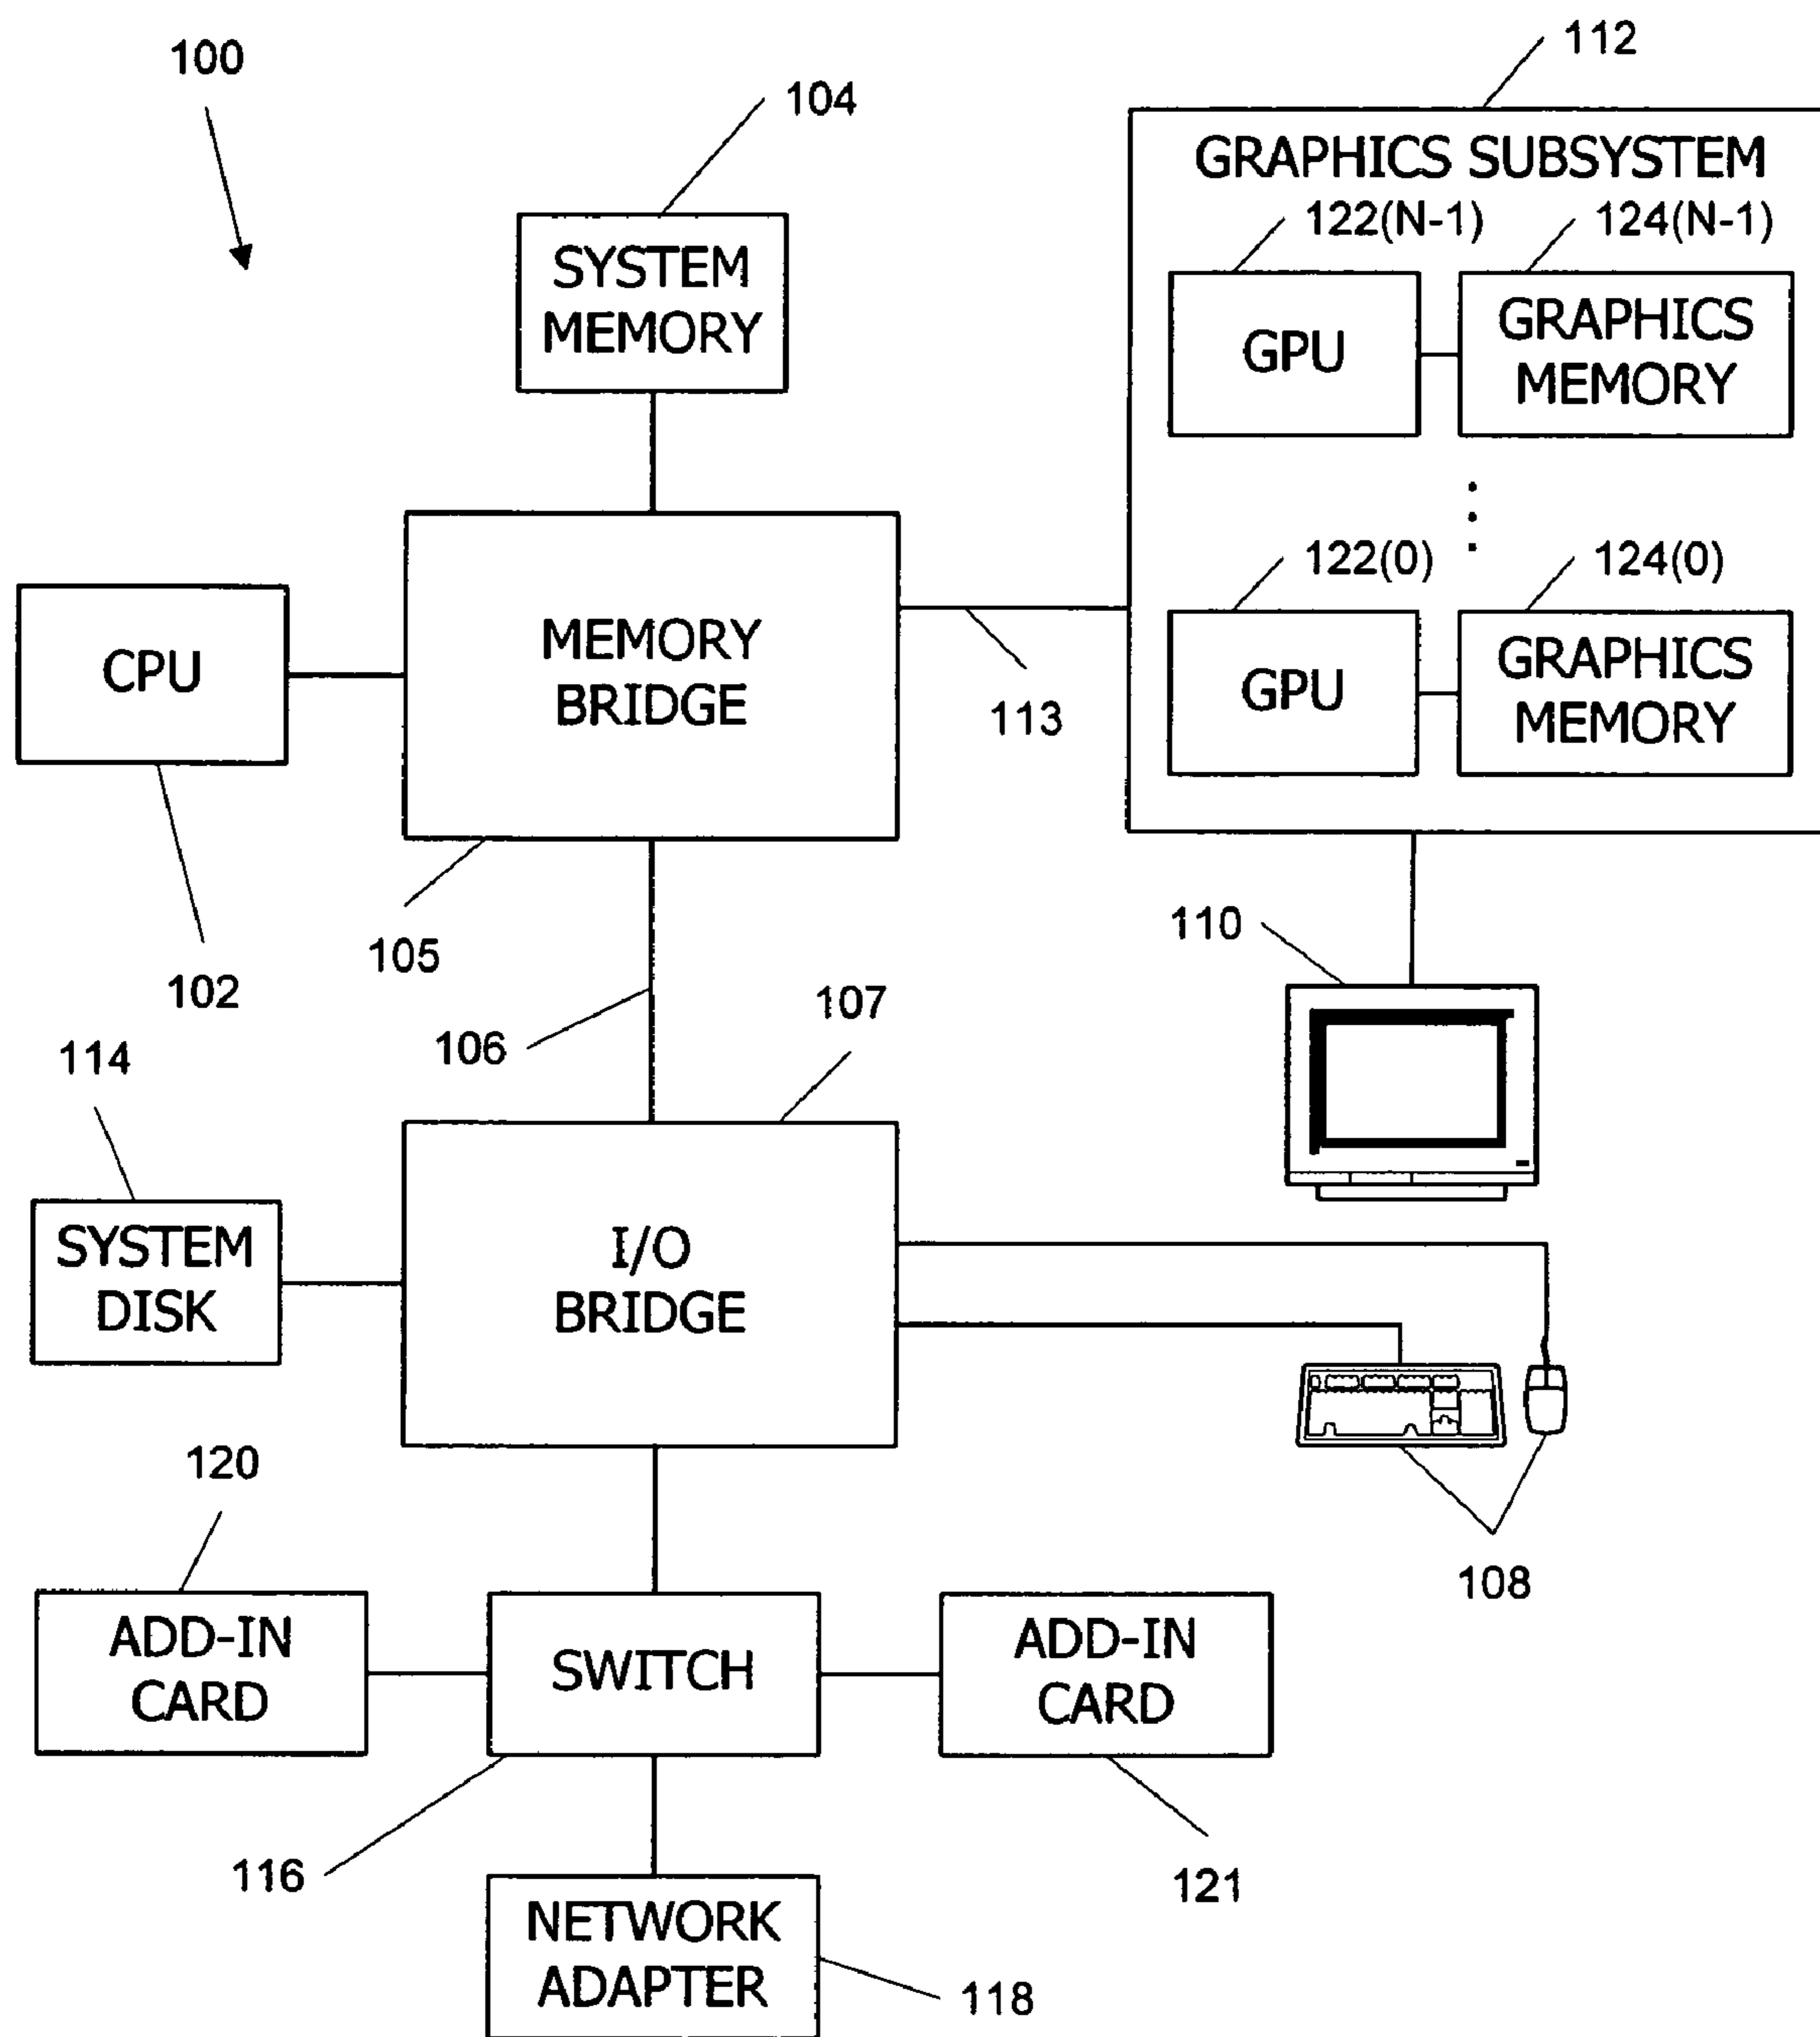 112
100
104
GRAPHICS SUBSYSTEM
122(N-1)
124(N-1)
SYSTEM
MEMORY
GPU
GRAPHICS
MEMORY
122(0)
124(0)
CPU
MEMORY
BRIDGE
GPU
GRAPHICS
MEMORY
113
110
105
102
107
106
114
SYSTEM
DISK
I/O
BRIDGE
120
108
ADD-IN
CARD
SWITCH
ADD-IN
CARD
116
121
NETWORK
ADAPTER
118